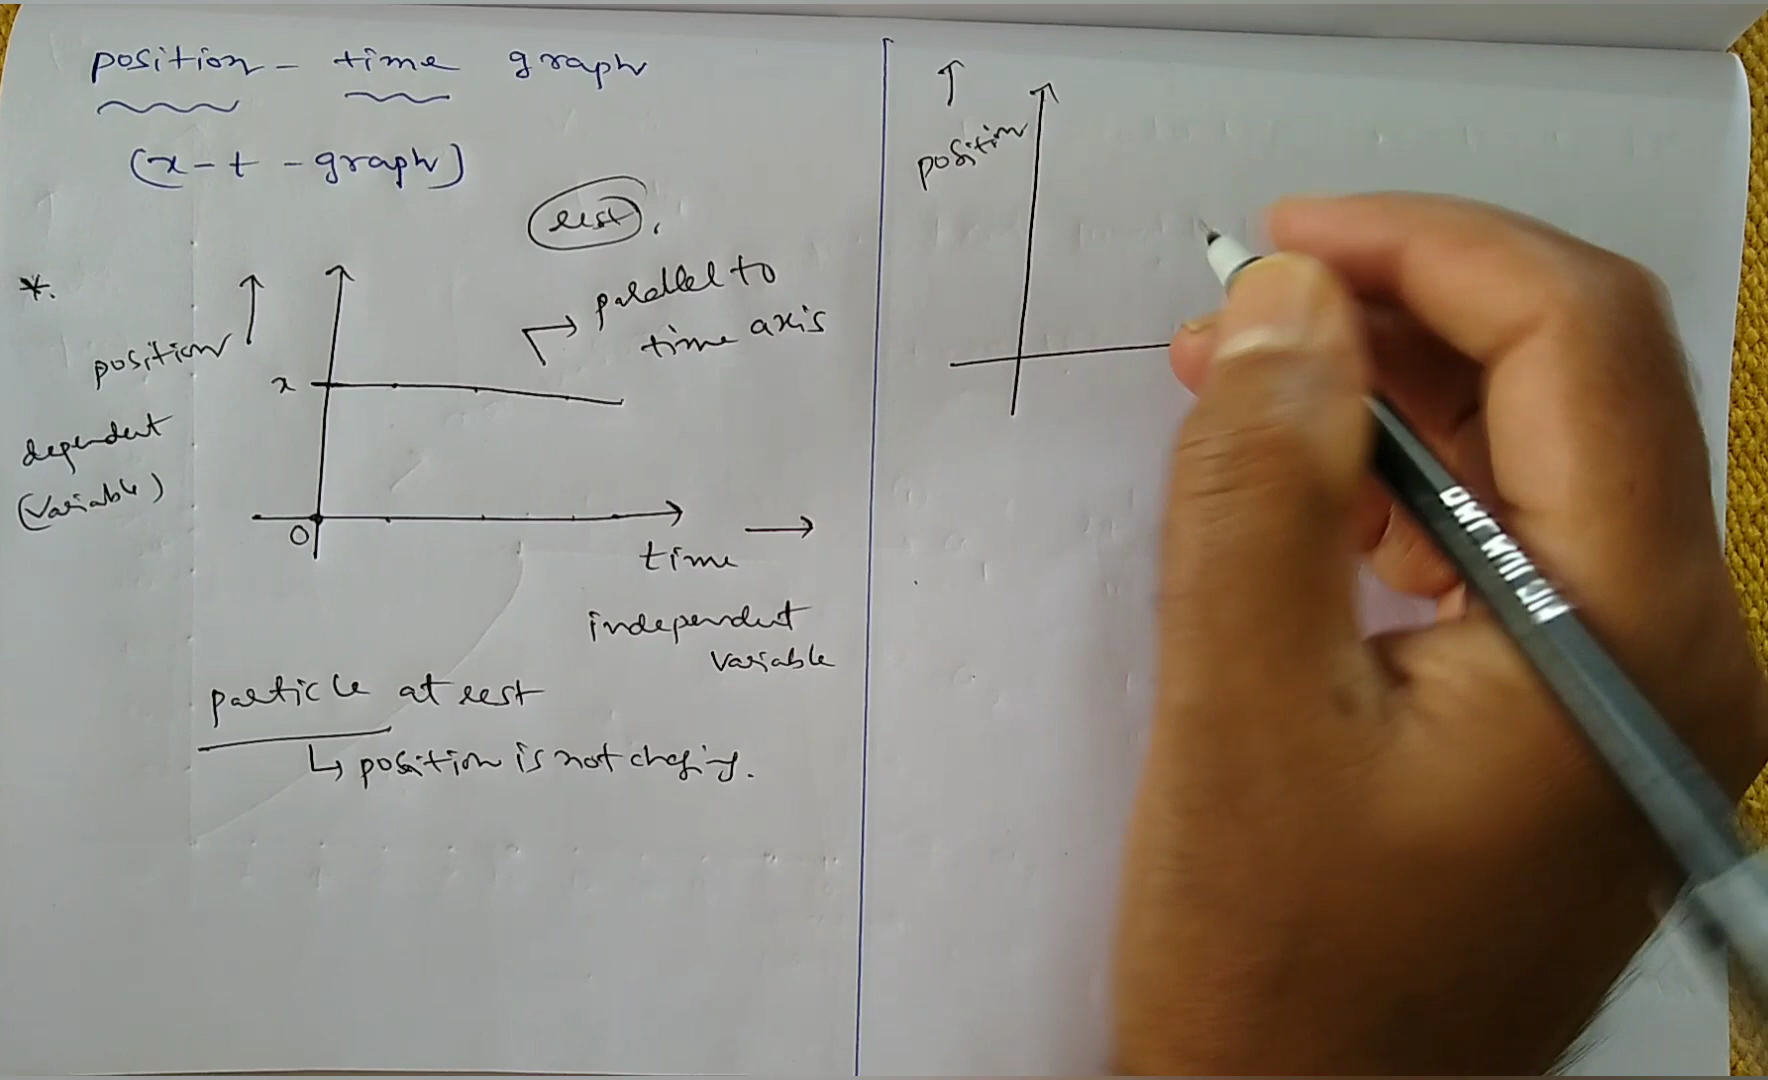 position - time graph
(x-t-graph)
rest.
*.
position
parallel to
time axis
x
dependent
(variable)
O
time
independent
variable
particle at rest
↳ position is not
position